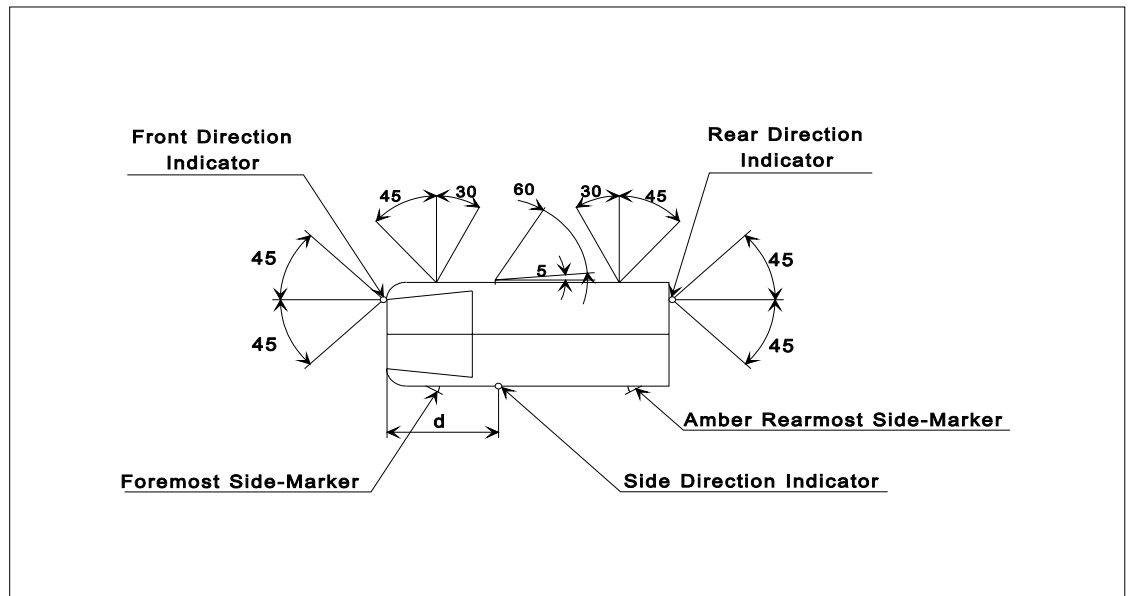 Front Direction
Indicator
Rear Direction
Indicator
45
30
60
30
45
45
5
45
45
45
d
Amber Rearmost Side-Marker
Foremost Side-Marker
Side Direction Indicator